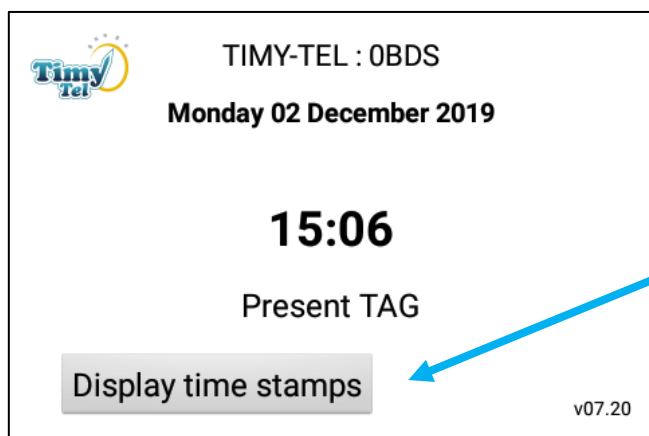 Timy
Tel
TIMY-TEL : 0BDS
Monday 02 December 2019
15:06
Present TAG
Display time stamps
v07.20